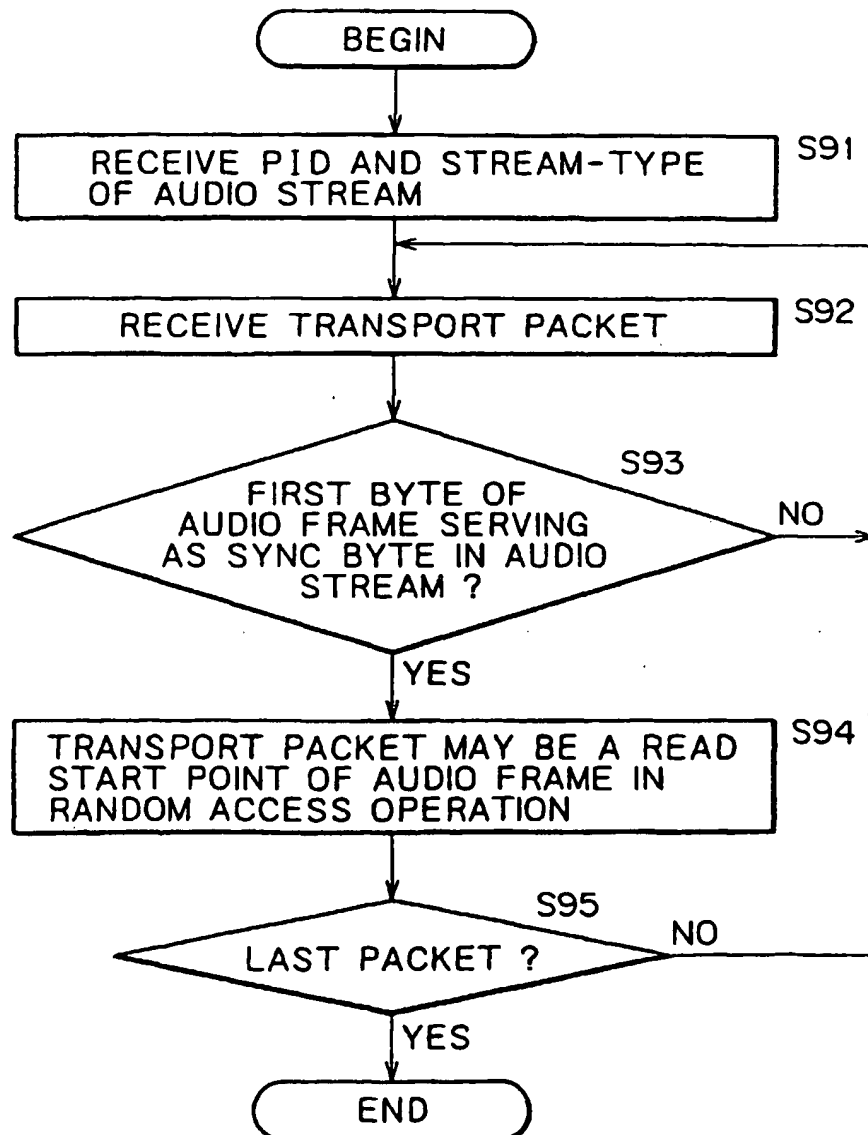 BEGIN
RECEIVE PID AND STREAM-TYPE
OF AUDIO STREAM
S91
RECEIVE TRANSPORT PACKET
S92
S93
FIRST BYTE OF
AUDIO FRAME SERVING
AS SYNC BYTE IN AUDIO
STREAM ?
NO
YES
TRANSPORT PACKET MAY BE A READ
START POINT OF AUDIO FRAME IN
RANDOM ACCESS OPERATION
S94
S95
LAST PACKET ?
NO
YES
END